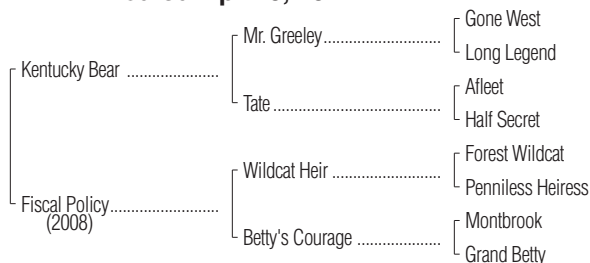 Gone West
Mr. Greeley
Long Legend
Kentucky Bear
Afleet
Tate
Half Secret
Forest Wildcat
Wildcat Heir
Penniless Heiress
Fiscal Policy
(2008)
Montbrook
Betty's Courage
Grand Betty